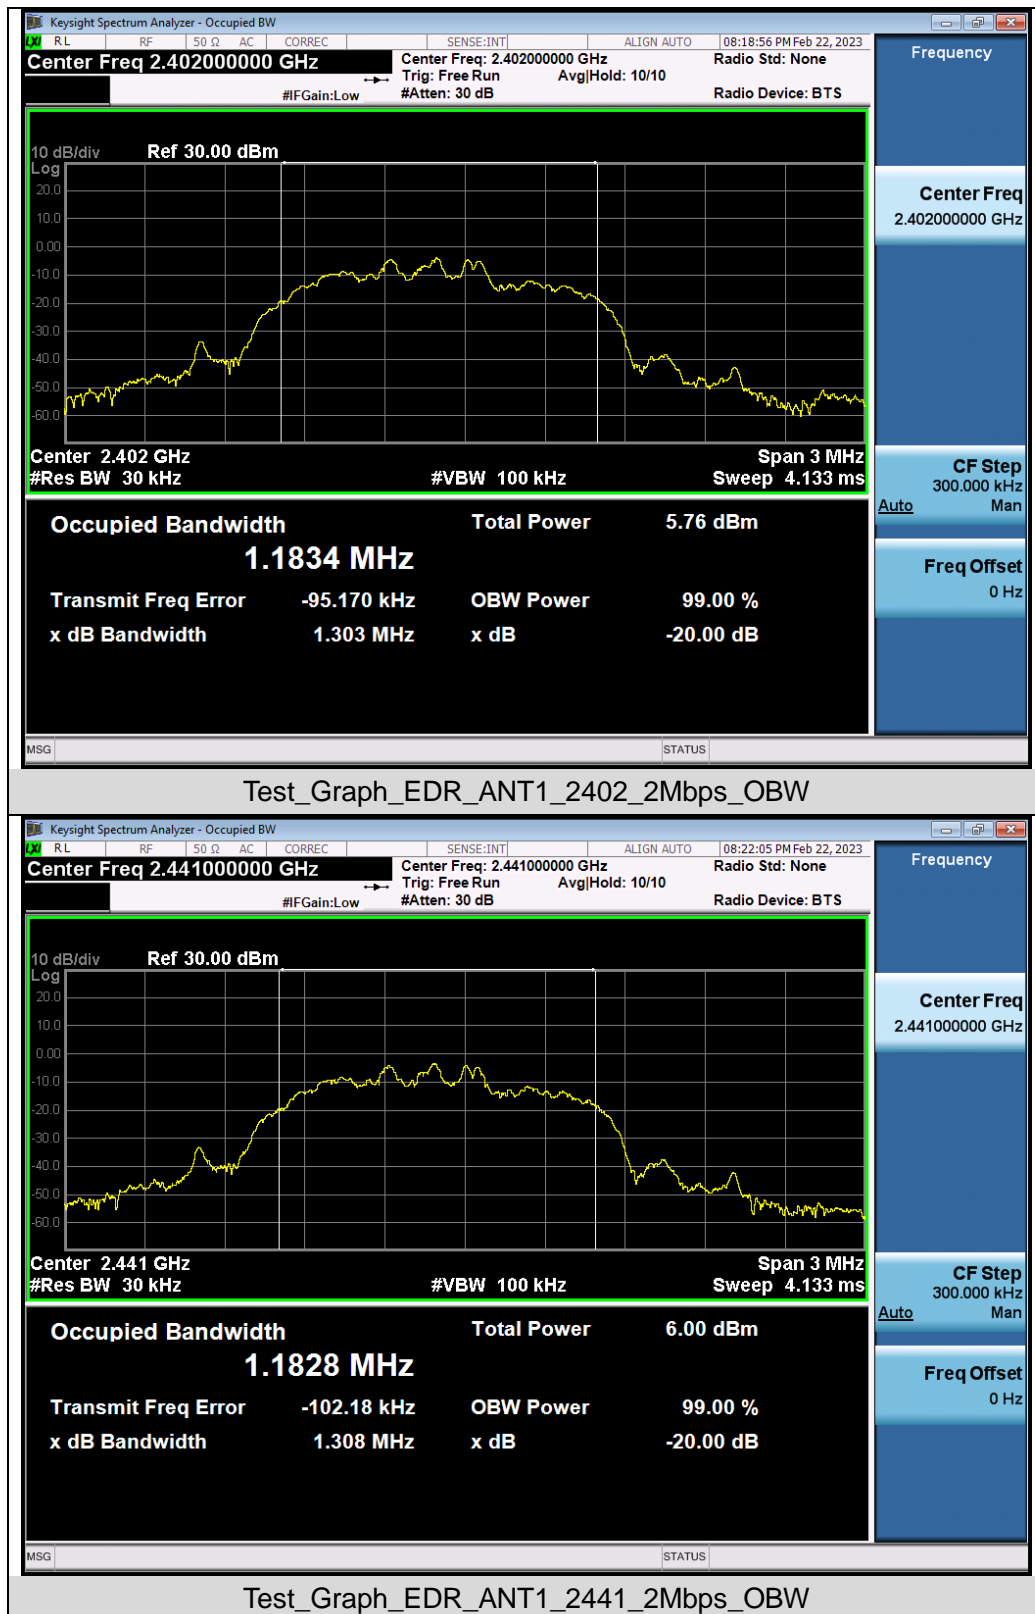 Keysight Spectrum Analyzer - Occupied BW
LXI RL RF 50 Ω AC CORREC SENSE:INT ALIGN AUTO 08:18:56 PM Feb 22, 2023
Center Freq 2.402000000 GHz
Center Freq: 2.402000000 GHz Radio Std: None
Trig: Free Run Avg|Hold: 10/10
#IFGain:Low #Atten: 30 dB Radio Device: BTS
Frequency
10 dB/div Ref 30.00 dBm
Log
20.0
10.0
0.00
-10.0
-20.0
-30.0
-40.0
-50.0
-60.0
Center Freq
2.402000000 GHz
Center 2.402 GHz Span 3 MHz
#Res BW 30 kHz #VBW 100 kHz Sweep 4.133 ms
CF Step
300.000 kHz
Auto Man
Occupied Bandwidth Total Power 5.76 dBm
1.1834 MHz
Freq Offset
0 Hz
Transmit Freq Error -95.170 kHz OBW Power 99.00 %
x dB Bandwidth 1.303 MHz x dB -20.00 dB
MSG STATUS
Test_Graph_EDR_ANT1_2402_2Mbps_OBW
Keysight Spectrum Analyzer - Occupied BW
LXI RL RF 50 Ω AC CORREC SENSE:INT ALIGN AUTO 08:22:05 PM Feb 22, 2023
Center Freq 2.441000000 GHz
Center Freq: 2.441000000 GHz Radio Std: None
Trig: Free Run Avg|Hold: 10/10
#IFGain:Low #Atten: 30 dB Radio Device: BTS
Frequency
10 dB/div Ref 30.00 dBm
Log
20.0
10.0
0.00
-10.0
-20.0
-30.0
-40.0
-50.0
-60.0
Center Freq
2.441000000 GHz
Center 2.441 GHz Span 3 MHz
#Res BW 30 kHz #VBW 100 kHz Sweep 4.133 ms
CF Step
300.000 kHz
Auto Man
Occupied Bandwidth Total Power 6.00 dBm
1.1828 MHz
Freq Offset
0 Hz
Transmit Freq Error -102.18 kHz OBW Power 99.00 %
x dB Bandwidth 1.308 MHz x dB -20.00 dB
MSG STATUS
Test_Graph_EDR_ANT1_2441_2Mbps_OBW